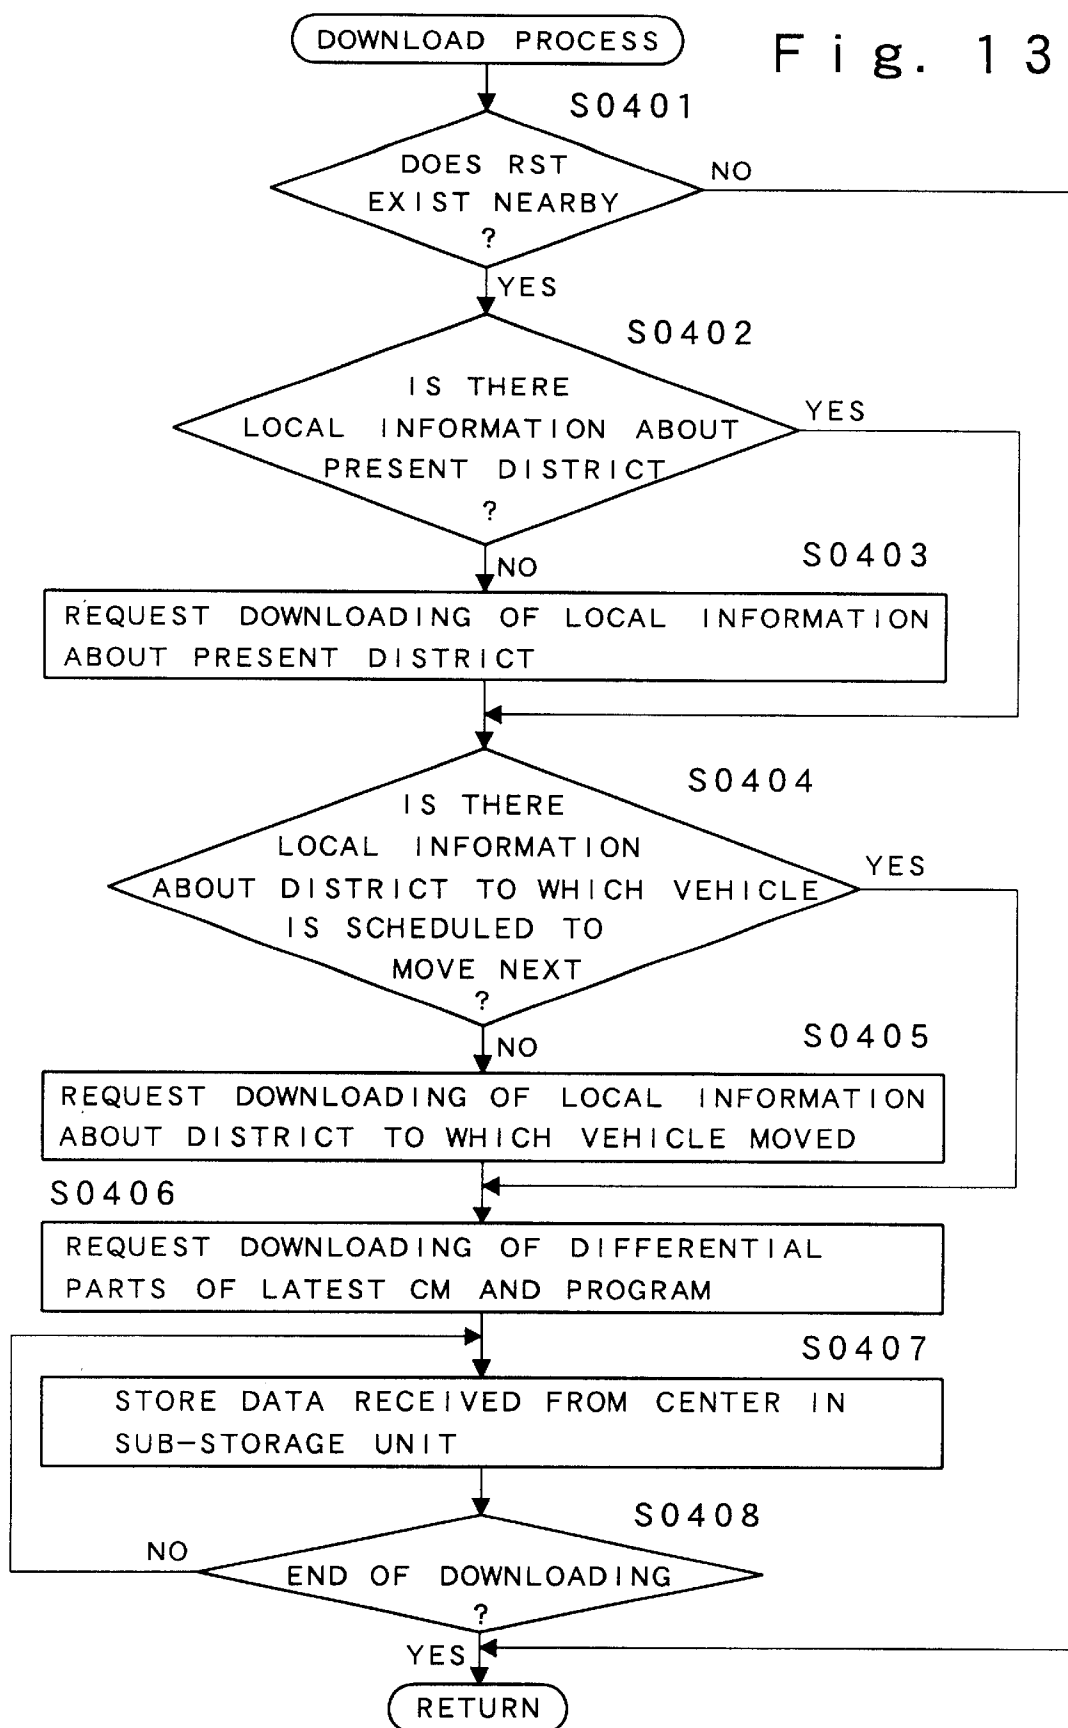 DOWNLOAD PROCESS
Fig. 13
S0401
DOES RST
EXIST NEARBY
?
NO
YES
S0402
IS THERE
LOCAL INFORMATION ABOUT
PRESENT DISTRICT
?
YES
NO
S0403
REQUEST DOWNLOADING OF LOCAL INFORMATION
ABOUT PRESENT DISTRICT
S0404
IS THERE
LOCAL INFORMATION
ABOUT DISTRICT TO WHICH VEHICLE
IS SCHEDULED TO
MOVE NEXT
?
YES
NO
S0405
REQUEST DOWNLOADING OF LOCAL INFORMATION
ABOUT DISTRICT TO WHICH VEHICLE MOVED
S0406
REQUEST DOWNLOADING OF DIFFERENTIAL
PARTS OF LATEST CM AND PROGRAM
S0407
STORE DATA RECEIVED FROM CENTER IN
SUB-STORAGE UNIT
S0408
NO
END OF DOWNLOADING
?
YES
RETURN